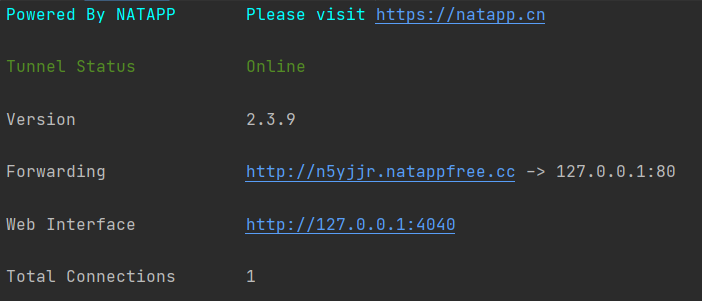 Powered By NATAPP Please visit https://natapp.cn
Tunnel Status Online
Version 2.3.9
Forwarding http://n5yjjr.natappfree.cc -> 127.0.0.1:80
Web Interface http://127.0.0.1:4040
Total Connections 1